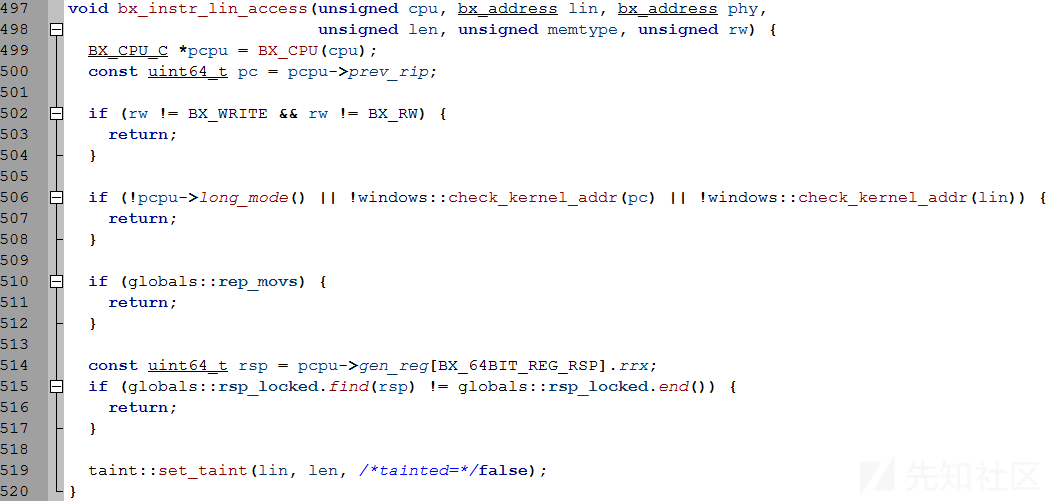 497 void bx_instr_lin_access(unsigned cpu, bx_address lin, bx_address phy,
498                          unsigned len, unsigned memtype, unsigned rw) {
499   BX_CPU_C *pcpu = BX_CPU(cpu);
500   const uint64_t pc = pcpu->prev_rip;
501
502   if (rw != BX_WRITE && rw != BX_RW) {
503     return;
504   }
505
506   if (!pcpu->long_mode() || !windows::check_kernel_addr(pc) || !windows::check_kernel_addr(lin)) {
507     return;
508   }
509
510   if (globals::rep_movs) {
511     return;
512   }
513
514   const uint64_t rsp = pcpu->gen_reg[BX_64BIT_REG_RSP].rrx;
515   if (globals::rsp_locked.find(rsp) != globals::rsp_locked.end()) {
516     return;
517   }
518
519   taint::set_taint(lin, len, /*tainted=*/false);
520 }
先知社区